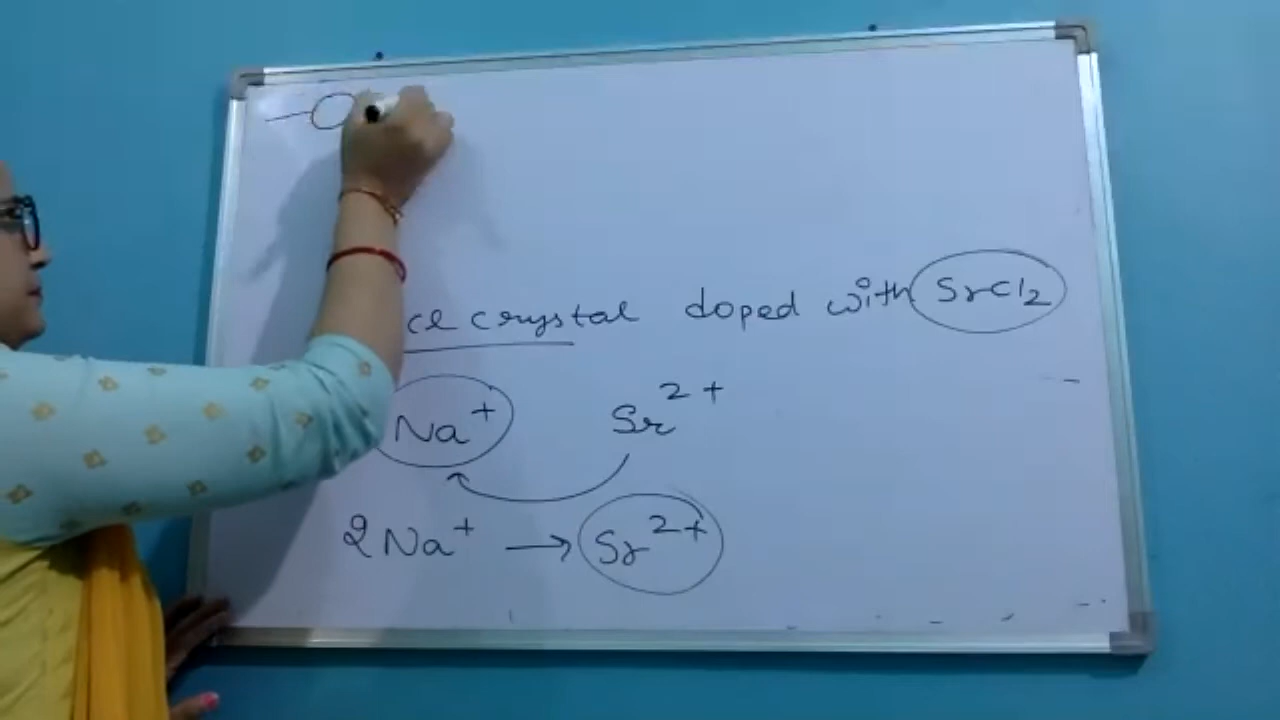 cl crystal doped with SrCl2
Na+ Sr2+
2Na+ → Sr2+